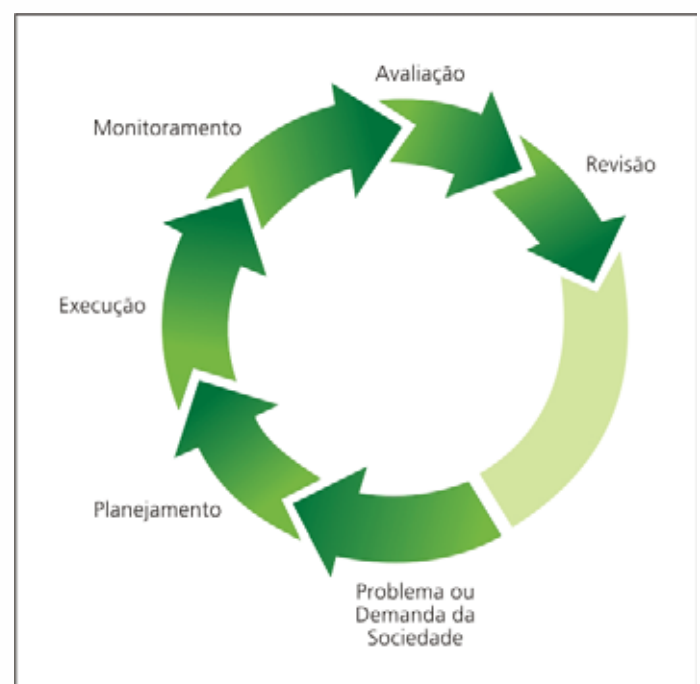 Avaliação
Monitoramento
Revisão
Execução
Planejamento
Problema ou
Demanda da
Sociedade